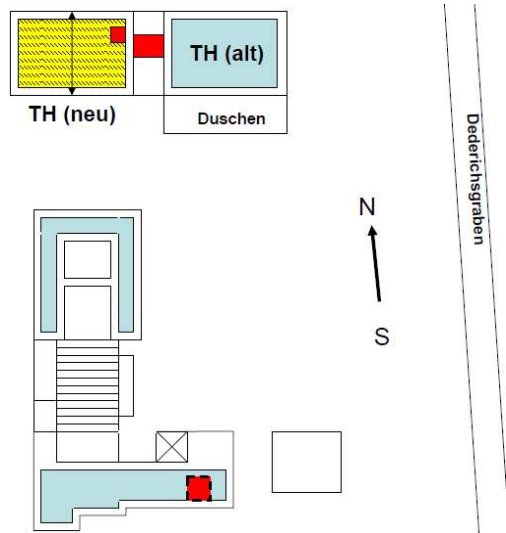 TH (alt)
TH (neu)
Duschen
Dederichsgraben
N
S